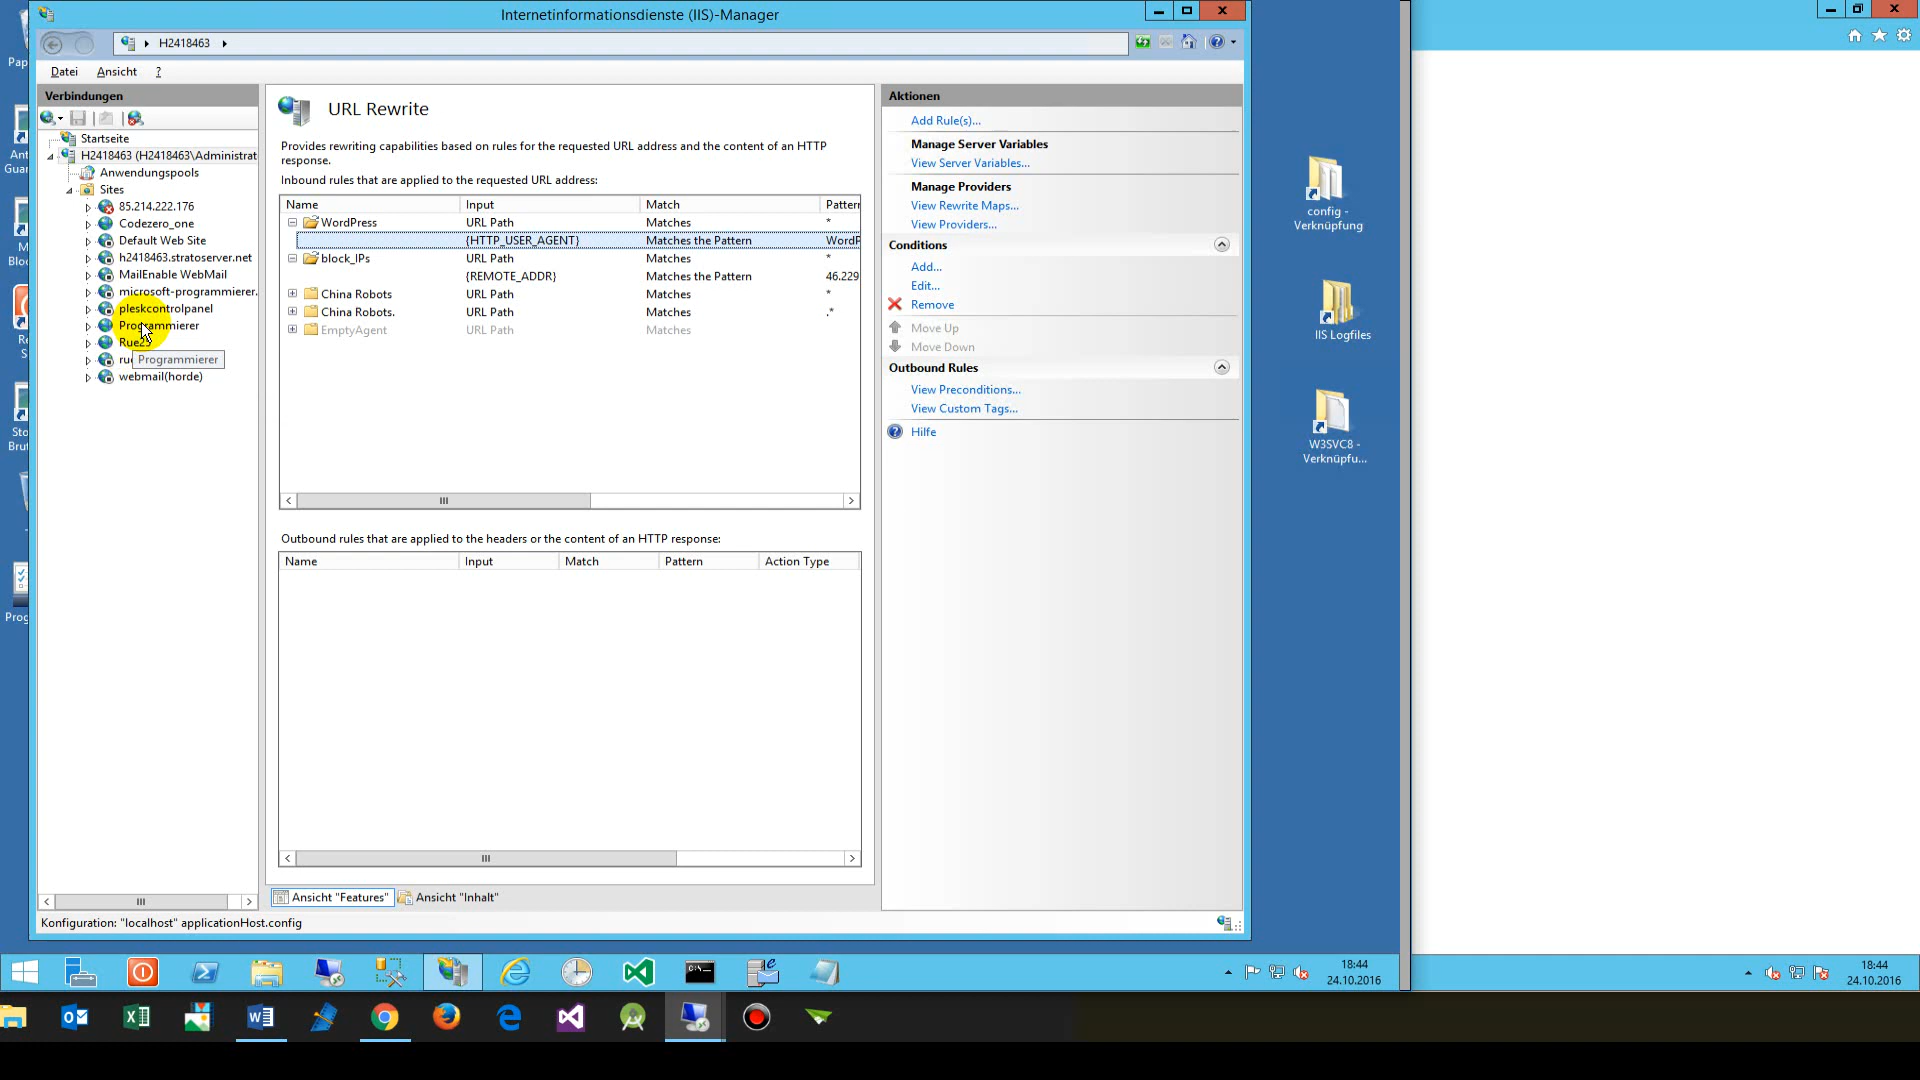 Internetinformationsdienste (IIS)-Manager
H2418463
Datei Ansicht ?
Verbindungen
Startseite
H2418463 (H2418463\Administrat
Anwendungspools
Sites
85.214.222.176
Codezero_one
Default Web Site
h2418463.stratoserver.net
MailEnable WebMail
microsoft-programmierer.
pleskcontrolpanel
Programmierer
Programmierer
webmail(horde)
URL Rewrite
Provides rewriting capabilities based on rules for the requested URL address and the content of an HTTP
response.
Inbound rules that are applied to the requested URL address:
Name Input Match Pattern
WordPress URL Path Matches *
{HTTP_USER_AGENT} Matches the Pattern WordP
block_IPs URL Path Matches *
{REMOTE_ADDR} Matches the Pattern 46.229
China Robots URL Path Matches *
China Robots. URL Path Matches .*
EmptyAgent URL Path Matches
Outbound rules that are applied to the headers or the content of an HTTP response:
Name Input Match Pattern Action Type
Ansicht "Features" Ansicht "Inhalt"
Konfiguration: "localhost" applicationHost.config
Aktionen
Add Rule(s)...
Manage Server Variables
View Server Variables...
Manage Providers
View Rewrite Maps...
View Providers...
Conditions
Add...
Edit...
Remove
Move Up
Move Down
Outbound Rules
View Preconditions...
View Custom Tags...
Hilfe
config -
Verknüpfung
IIS Logfiles
W3SVC8 -
Verknüpfu...
Pap
Ant
Guar
M
Bloc
Re
S
Sto
Brut
Prog
18:44
24.10.2016
18:44
24.10.2016